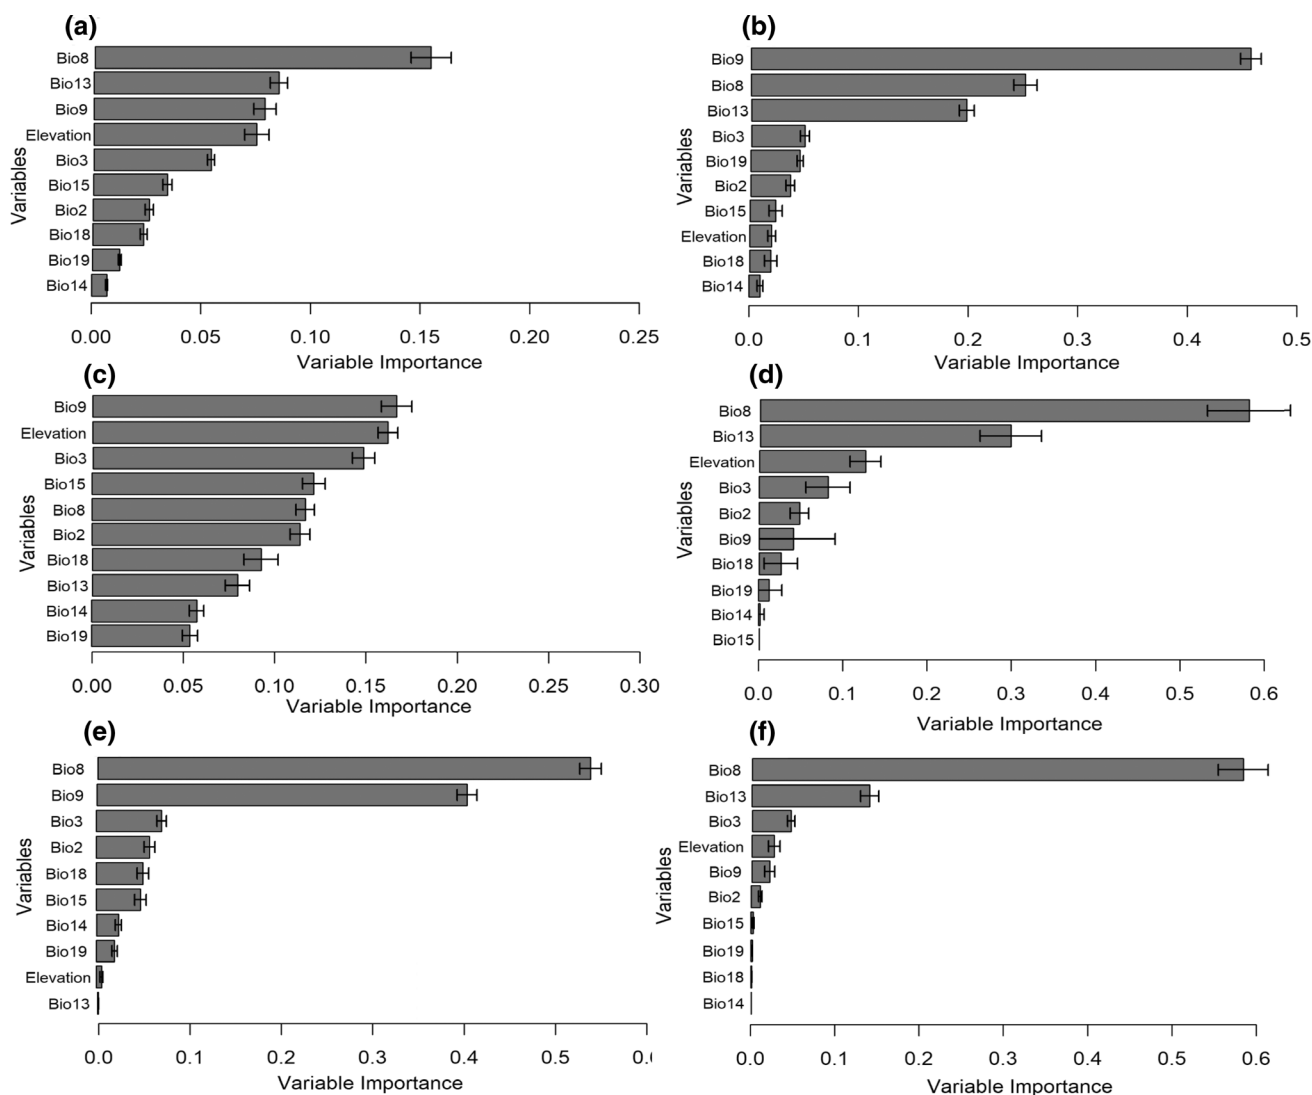 (a)
Variables
Bio8
Bio13
Bio9
Elevation
Bio3
Bio15
Bio2
Bio18
Bio19
Bio14
0.00 0.05 0.10 0.15 0.20 0.25
Variable Importance
(b)
Variables
Bio9
Bio8
Bio13
Bio3
Bio19
Bio2
Bio15
Elevation
Bio18
Bio14
0.0 0.1 0.2 0.3 0.4 0.5
Variable Importance
(c)
Variables
Bio9
Elevation
Bio3
Bio15
Bio8
Bio2
Bio18
Bio13
Bio14
Bio19
0.00 0.05 0.10 0.15 0.20 0.25 0.30
Variable Importance
(d)
Variables
Bio8
Bio13
Elevation
Bio3
Bio2
Bio9
Bio18
Bio19
Bio14
Bio15
0.0 0.1 0.2 0.3 0.4 0.5 0.6
Variable Importance
(e)
Variables
Bio8
Bio9
Bio3
Bio2
Bio18
Bio15
Bio14
Bio19
Elevation
Bio13
0.0 0.1 0.2 0.3 0.4 0.5
Variable Importance
(f)
Variables
Bio8
Bio13
Bio3
Elevation
Bio9
Bio2
Bio15
Bio19
Bio18
Bio14
0.0 0.1 0.2 0.3 0.4 0.5 0.6
Variable Importance